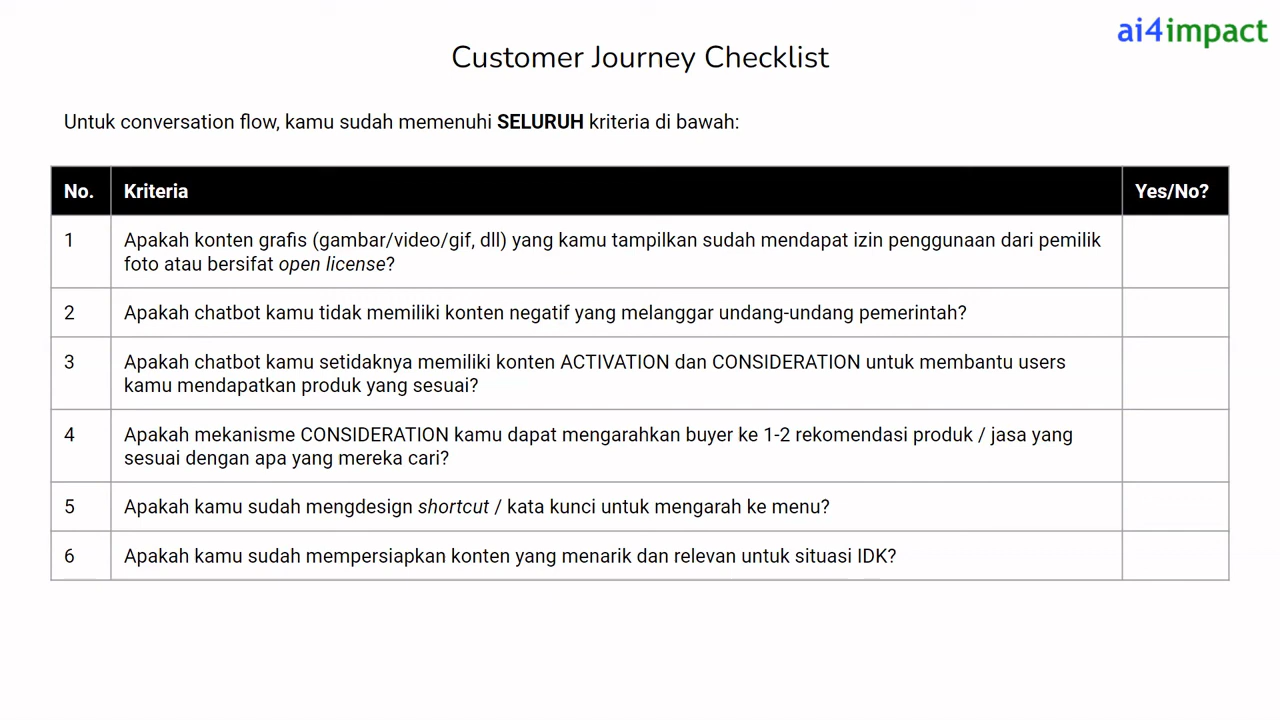 ai4impact
Customer Journey Checklist
Untuk conversation flow, kamu sudah memenuhi SELURUH kriteria di bawah:
No. Kriteria Yes/No?
1 Apakah konten grafis (gambar/video/gif, dll) yang kamu tampilkan sudah mendapat izin penggunaan dari pemilik
foto atau bersifat open license?
2 Apakah chatbot kamu tidak memiliki konten negatif yang melanggar undang-undang pemerintah?
3 Apakah chatbot kamu setidaknya memiliki konten ACTIVATION dan CONSIDERATION untuk membantu users
kamu mendapatkan produk yang sesuai?
4 Apakah mekanisme CONSIDERATION kamu dapat mengarahkan buyer ke 1-2 rekomendasi produk / jasa yang
sesuai dengan apa yang mereka cari?
5 Apakah kamu sudah mengdesign shortcut / kata kunci untuk mengarah ke menu?
6 Apakah kamu sudah mempersiapkan konten yang menarik dan relevan untuk situasi IDK?